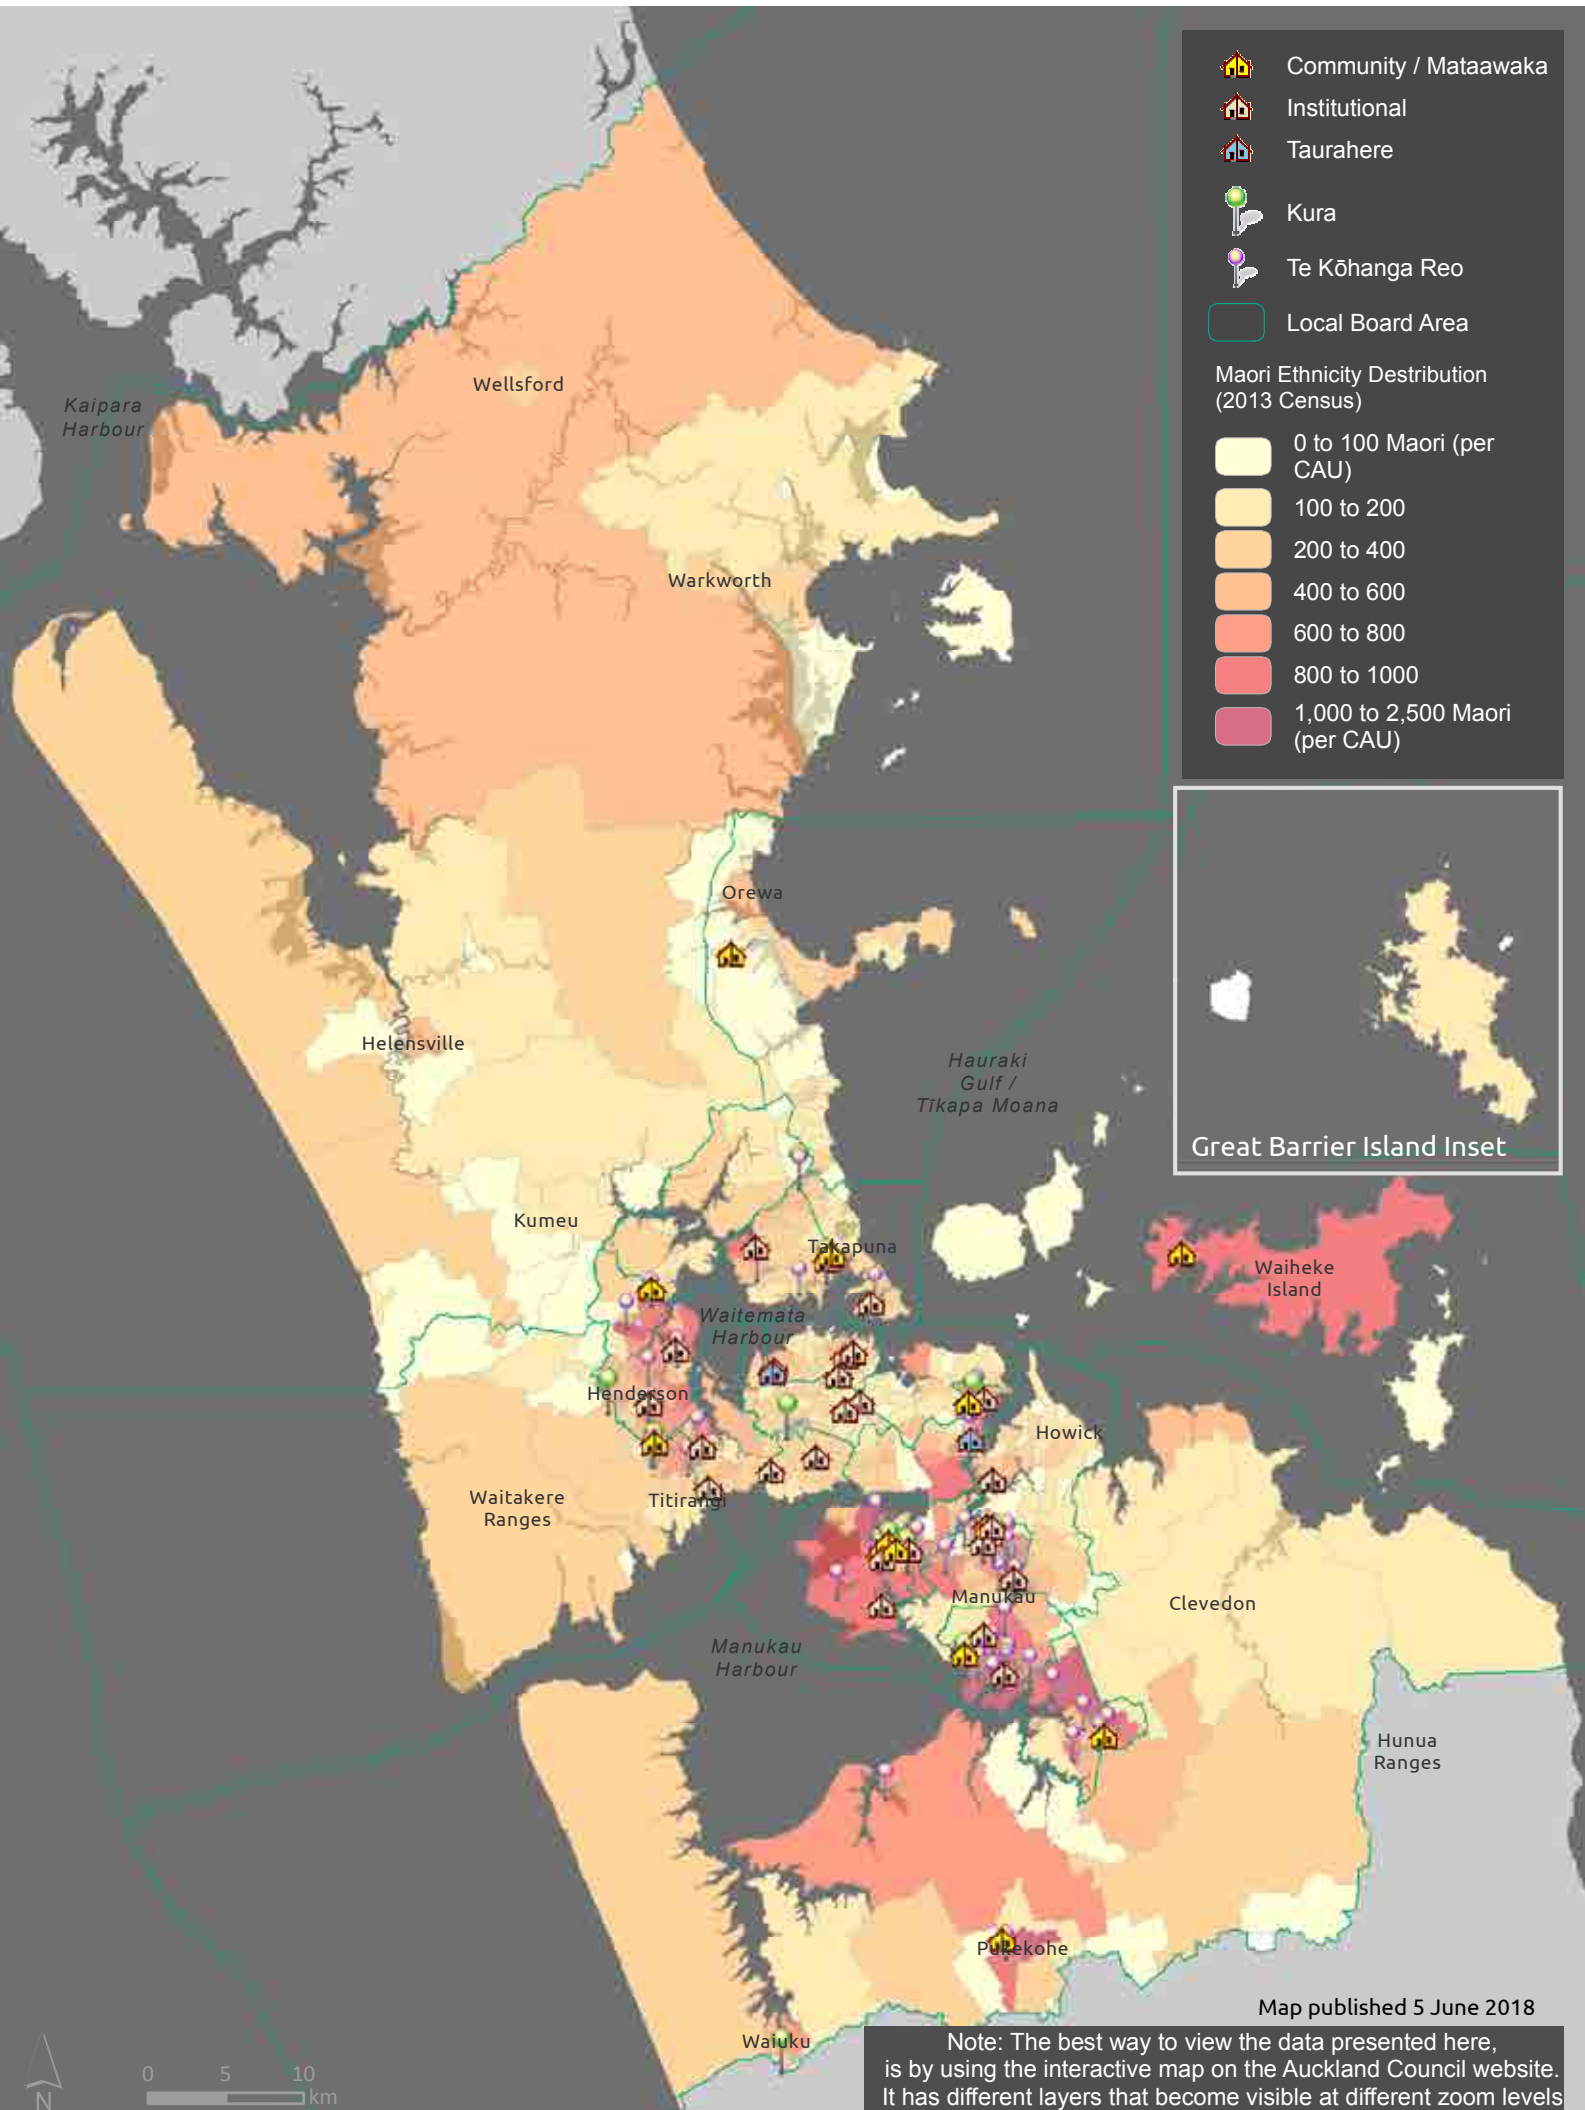 Community / Mataawaka
Institutional
Taurahere
Kura
Te Kōhanga Reo
Local Board Area
Maori Ethnicity Destribution
(2013 Census)
0 to 100 Maori (per
CAU)
100 to 200
200 to 400
400 to 600
600 to 800
800 to 1000
1,000 to 2,500 Maori
(per CAU)
Wellsford
Kaipara
Harbour
Warkworth
Orewa
Helensville
Hauraki
Gulf /
Tīkapa Moana
Great Barrier Island Inset
Kumeu
Takapuna
Waiheke
Island
Waitemata
Harbour
Henderson
Howick
Waitakere
Ranges
Titirangi
Manukau
Clevedon
Manukau
Harbour
Hunua
Ranges
Pukekohe
Map published 5 June 2018
Waiuku
Note: The best way to view the data presented here,
is by using the interactive map on the Auckland Council website.
It has different layers that become visible at different zoom levels
0 5 10
km
N